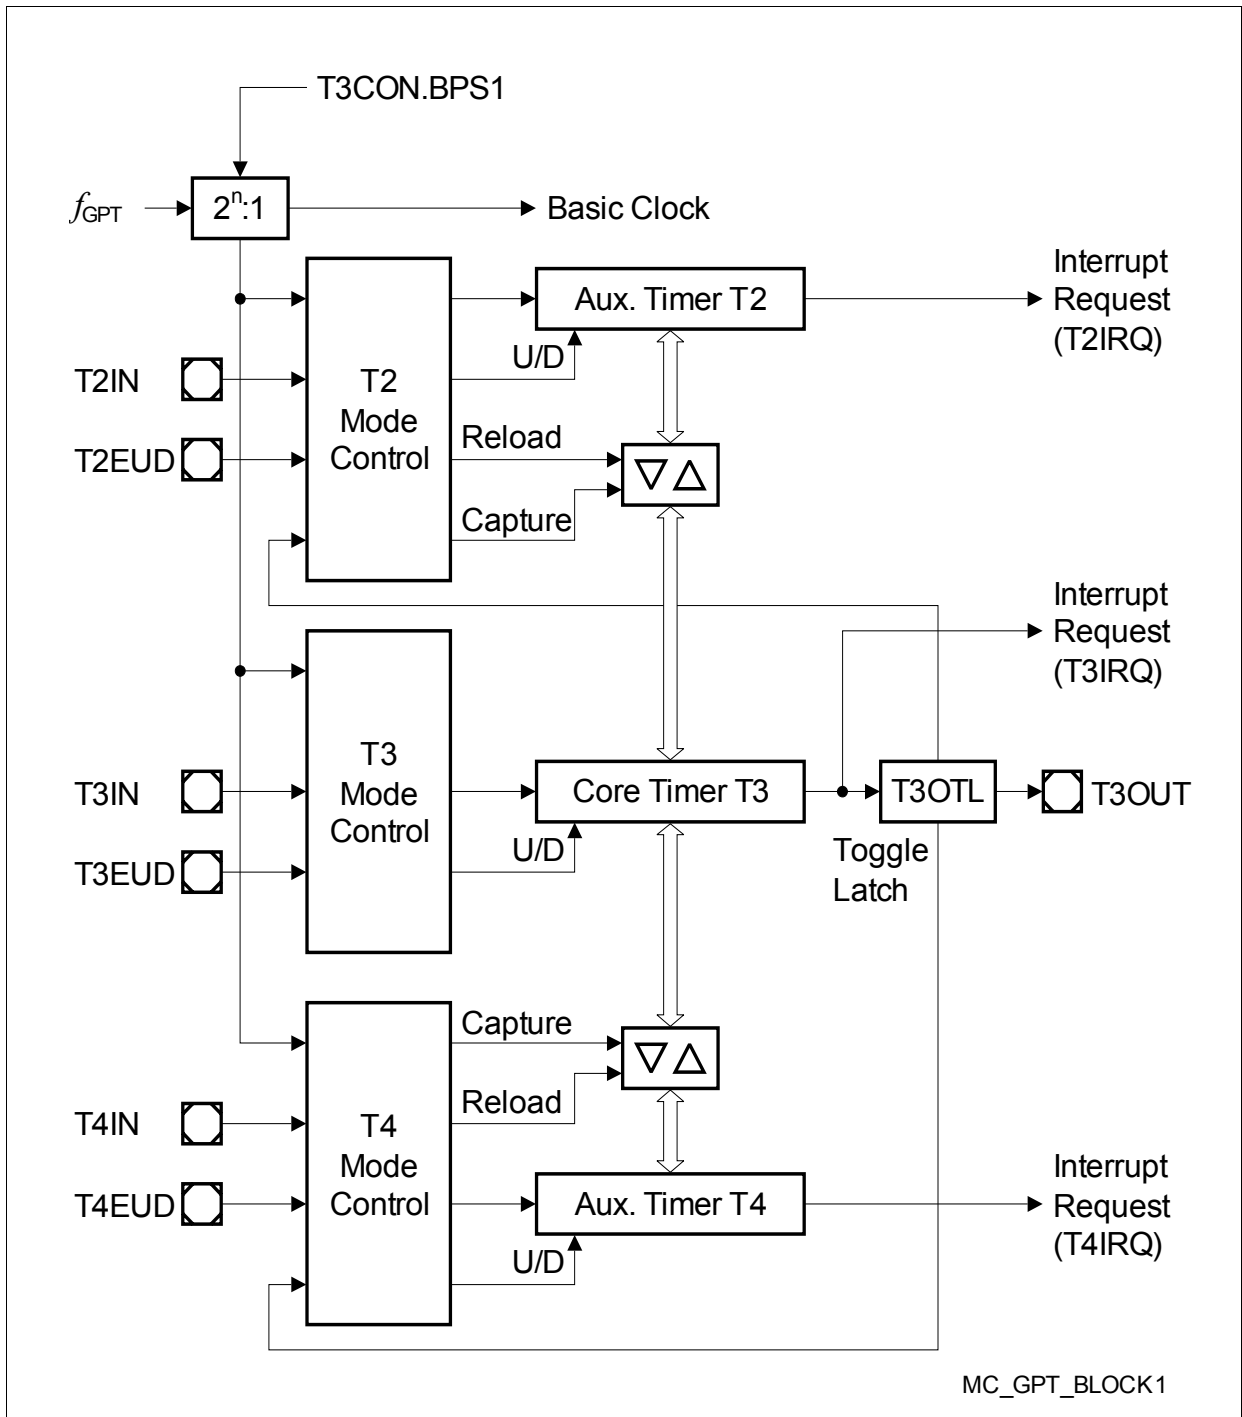 T3CON.BPS1
fGPT
2ⁿ:1
Basic Clock
Interrupt
Request
(T2IRQ)
Aux. Timer T2
U/D
T2IN
T2
Mode
Control
T2EUD
Reload
Capture
Interrupt
Request
(T3IRQ)
T3
Mode
Control
T3IN
Core Timer T3
T3OTL
T3OUT
U/D
Toggle
Latch
T3EUD
Capture
Reload
T4IN
T4
Mode
Control
T4EUD
Aux. Timer T4
U/D
Interrupt
Request
(T4IRQ)
MC_GPT_BLOCK1